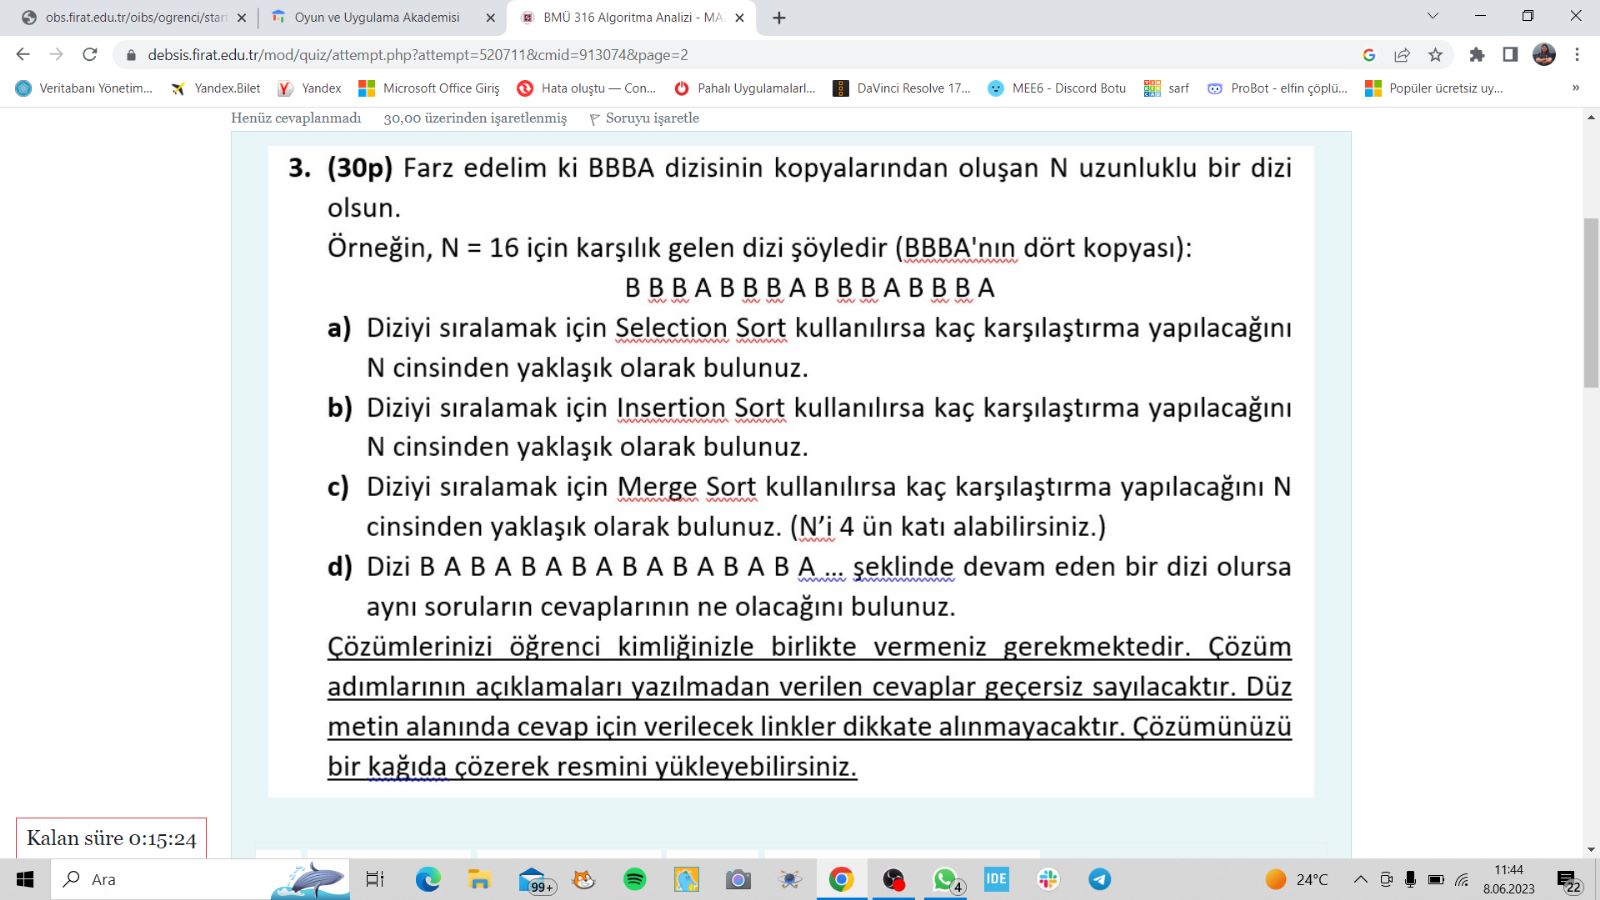 obs.firat.edu.tr/oibs/ogrenci/start
Oyun ve Uygulama Akademisi
BMÜ 316 Algoritma Analizi - MA
debsis.firat.edu.tr/mod/quiz/attempt.php?attempt=520711&cmid=913074&page=2
Veritabanı Yönetim... Yandex.Bilet Yandex Microsoft Office Giriş Hata oluştu — Con... Pahalı Uygulamalarl... DaVinci Resolve 17... MEE6 - Discord Botu sarf ProBot - elfin çöplü... Popüler ücretsiz uy... »
Henüz cevaplanmadı 30,00 üzerinden işaretlenmiş Soruyu işaretle
3. (30p) Farz edelim ki BBBA dizisinin kopyalarından oluşan N uzunluklu bir dizi
olsun.
Örneğin, N = 16 için karşılık gelen dizi şöyledir (BBBA'nın dört kopyası):
B B B A B B B A B B B A B B B A
a) Diziyi sıralamak için Selection Sort kullanılırsa kaç karşılaştırma yapılacağını
N cinsinden yaklaşık olarak bulunuz.
b) Diziyi sıralamak için Insertion Sort kullanılırsa kaç karşılaştırma yapılacağını
N cinsinden yaklaşık olarak bulunuz.
c) Diziyi sıralamak için Merge Sort kullanılırsa kaç karşılaştırma yapılacağını N
cinsinden yaklaşık olarak bulunuz. (N’i 4 ün katı alabilirsiniz.)
d) Dizi B A B A B A B A B A B A B A B A ... şeklinde devam eden bir dizi olursa
aynı soruların cevaplarının ne olacağını bulunuz.
Çözümlerinizi öğrenci kimliğinizle birlikte vermeniz gerekmektedir. Çözüm
adımlarının açıklamaları yazılmadan verilen cevaplar geçersiz sayılacaktır. Düz
metin alanında cevap için verilecek linkler dikkate alınmayacaktır. Çözümünüzü
bir kağıda çözerek resmini yükleyebilirsiniz.
Kalan süre 0:15:24
Ara
99+
4
IDE
24°C
11:44
8.06.2023
22